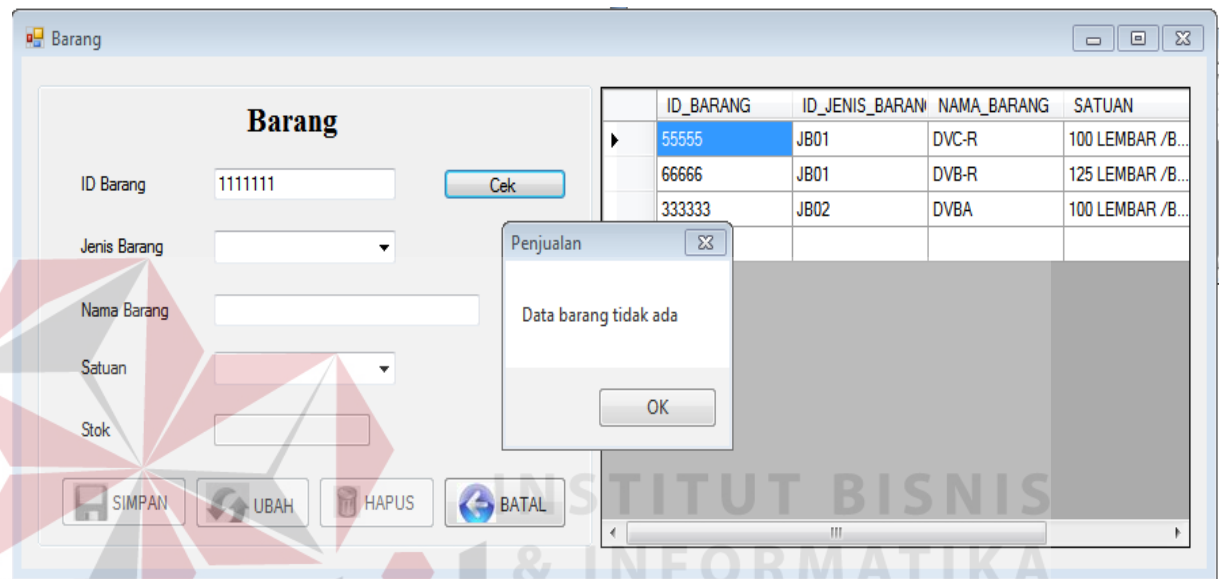 Barang
Barang
ID Barang 1111111 Cek
Jenis Barang
Nama Barang
Satuan
Stok
SIMPAN UBAH HAPUS BATAL
ID_BARANG ID_JENIS_BARAN NAMA_BARANG SATUAN
55555 JB01 DVC-R 100 LEMBAR /B...
66666 JB01 DVB-R 125 LEMBAR /B...
333333 JB02 DVBA 100 LEMBAR /B...
Penjualan
Data barang tidak ada
OK
INSTITUT BISNIS
& INFORMATIKA